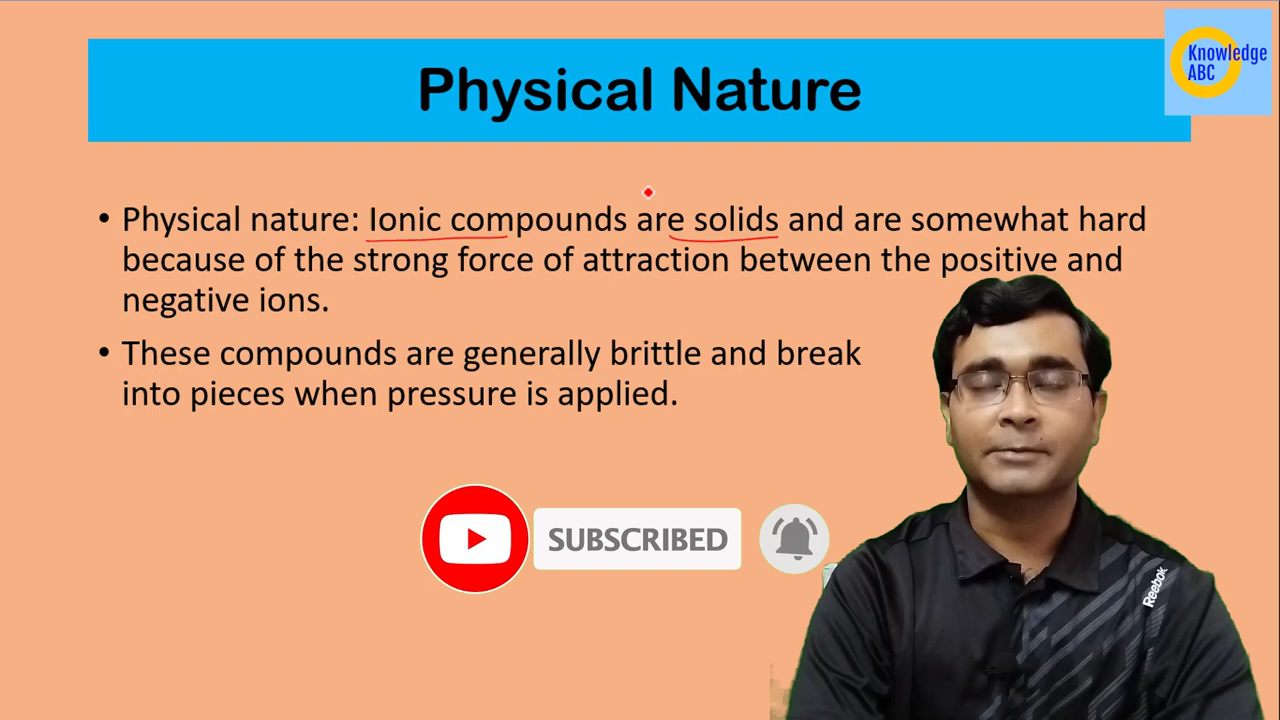 Knowledge
ABC
Physical Nature
• Physical nature: Ionic compounds are solids and are somewhat hard
because of the strong force of attraction between the positive and
negative ions.
• These compounds are generally brittle and break
into pieces when pressure is applied.
SUBSCRIBED
Reebok